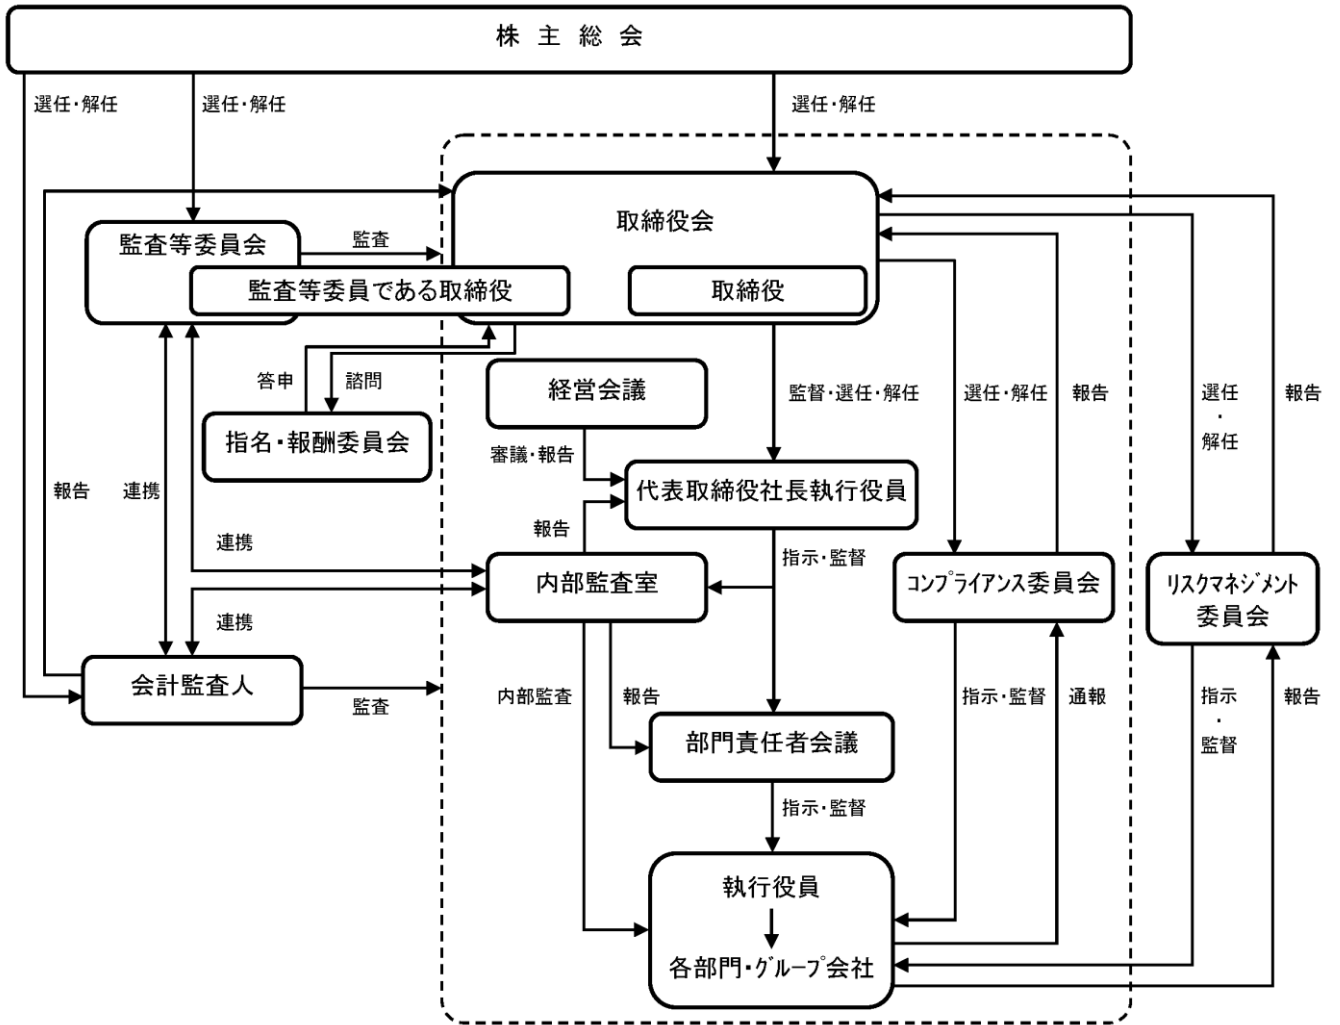 株主総会
選任・解任
選任・解任
選任・解任
取締役会
監査等委員会
監査
監査等委員である取締役
取締役
答申
諮問
経営会議
監督・選任・解任
選任・解任
報告
選任
・
解任
報告
指名・報酬委員会
審議・報告
代表取締役社長執行役員
報告
連携
報告
連携
指示・監督
内部監査室
コンプライアンス委員会
リスクマネジメント
委員会
連携
会計監査人
監査
内部監査
報告
指示・監督
通報
指示
・
監督
報告
部門責任者会議
指示・監督
執行役員
各部門・グループ会社